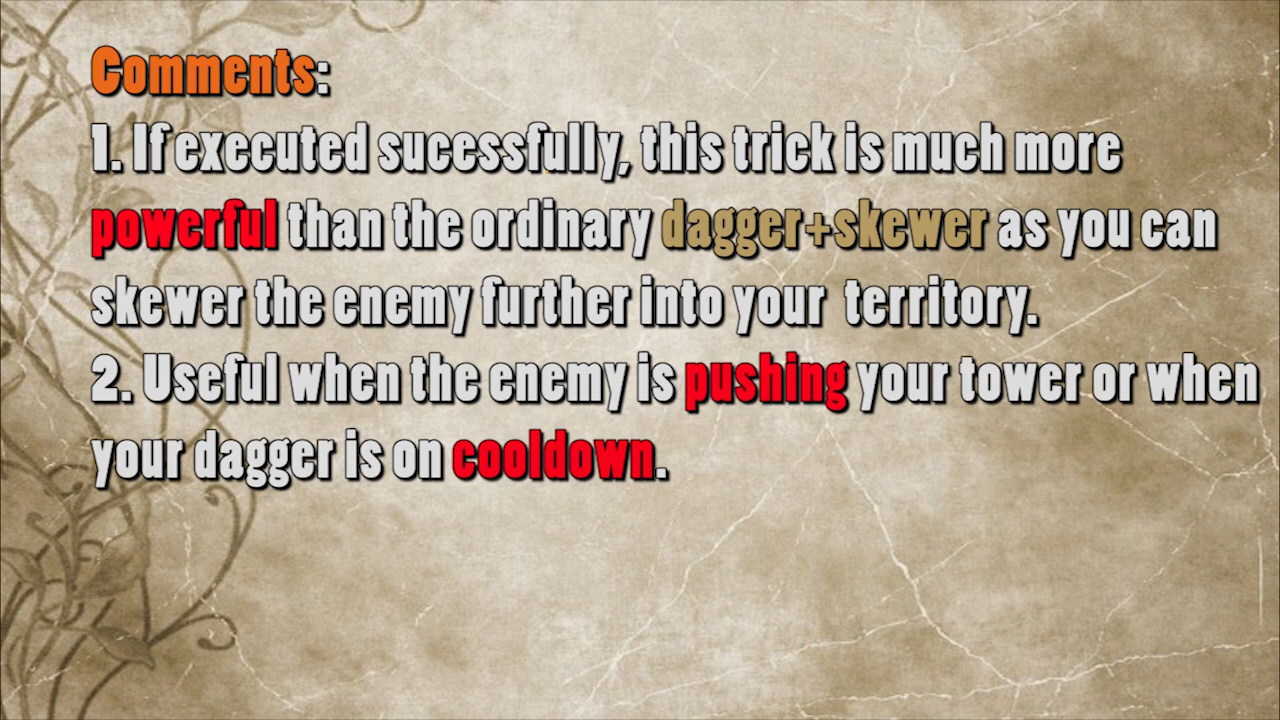 Comments:
1. If executed sucessfully, this trick is much more
powerful than the ordinary dagger+skewer as you can
skewer the enemy further into your territory.
2. Useful when the enemy is pushing your tower or when
your dagger is on cooldown.